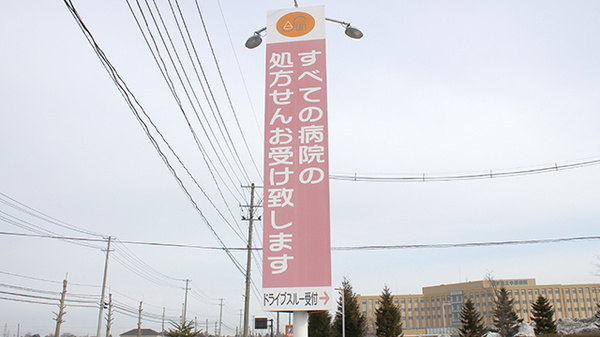 すべての病院の
処方せんお受け致します
ドライブスルー受付→